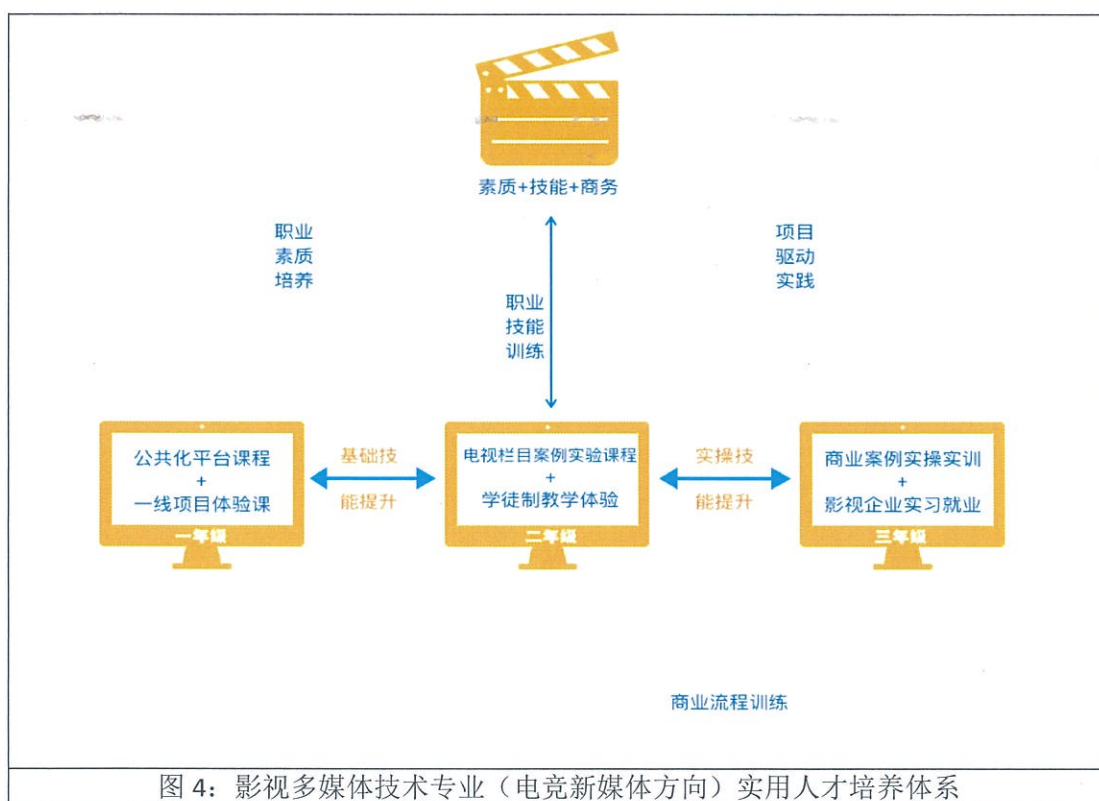 素质+技能+商务
职业
素质
培养
项目
驱动
实践
职业
技能
训练
公共化平台课程
+
一线项目体验课
一年级
基础技
能提升
电视栏目案例实验课程
+
学徒制教学体验
二年级
实操技
能提升
商业案例实操实训
+
影视企业实习就业
三年级
商业流程训练
图 4：影视多媒体技术专业（电竞新媒体方向）实用人才培养体系